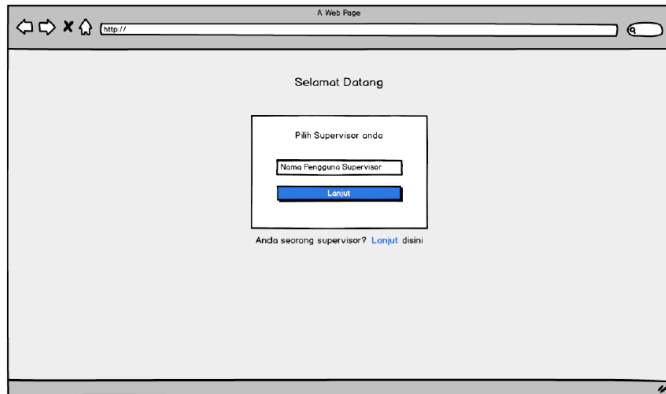 A Web Page
http://
Selamat Datang
Pilih Supervisor anda
Nama Pengguna Supervisor
Lanjut
Anda seorang supervisor? Lanjut disini